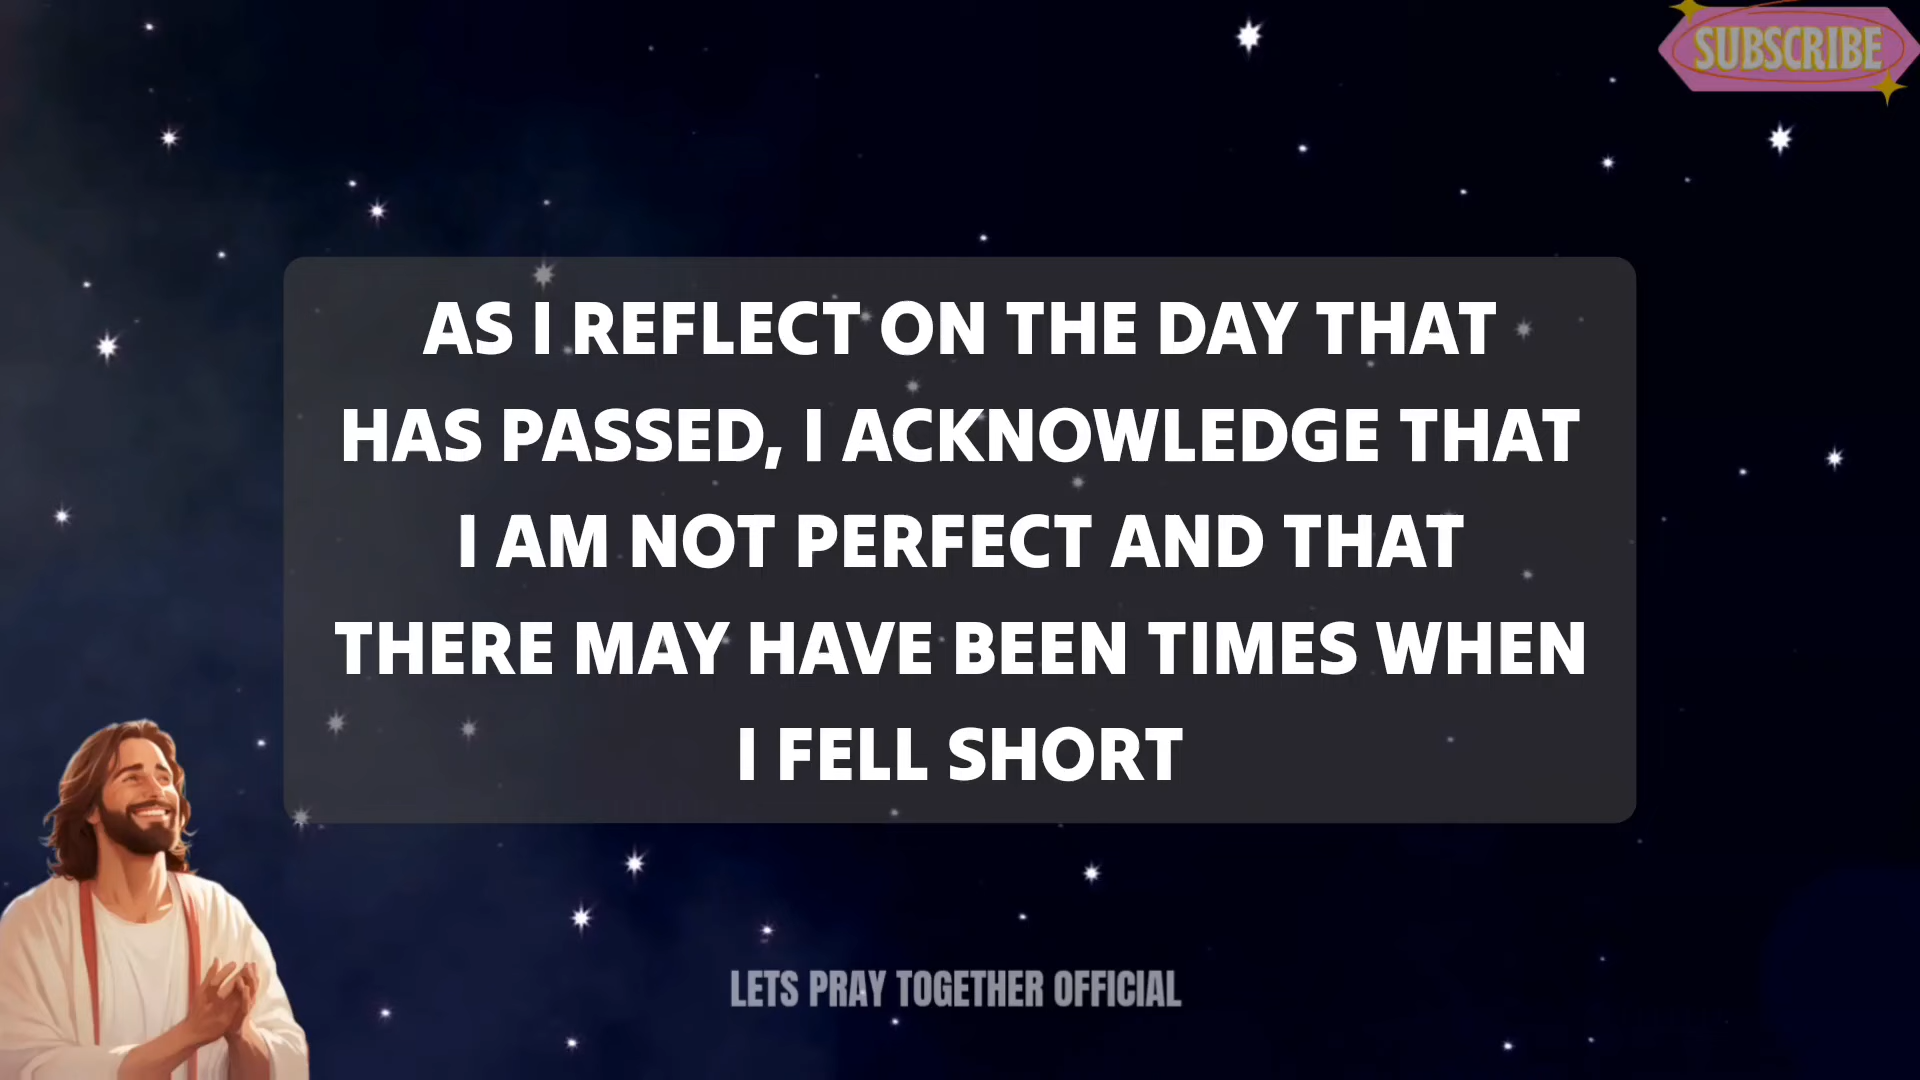 SUBSCRIBE
AS I REFLECT ON THE DAY THAT
HAS PASSED, I ACKNOWLEDGE THAT
I AM NOT PERFECT AND THAT
THERE MAY HAVE BEEN TIMES WHEN
I FELL SHORT
LETS PRAY TOGETHER OFFICIAL